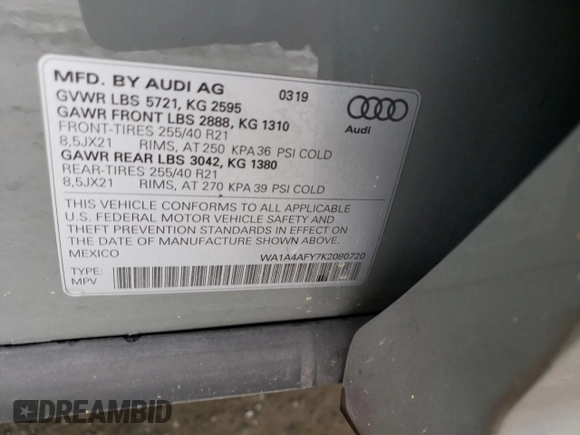 MFD. BY AUDI AG 0319
GVWR LBS 5721, KG 2595
GAWR FRONT LBS 2888, KG 1310
FRONT-TIRES 255/40 R21
8,5JX21 RIMS, AT 250 KPA 36 PSI COLD
GAWR REAR LBS 3042, KG 1380
REAR-TIRES 255/40 R21
8,5JX21 RIMS, AT 270 KPA 39 PSI COLD
Audi
THIS VEHICLE CONFORMS TO ALL APPLICABLE
U.S. FEDERAL MOTOR VEHICLE SAFETY AND
THEFT PREVENTION STANDARDS IN EFFECT ON
THE DATE OF MANUFACTURE SHOWN ABOVE.
MEXICO WA1A4AFY7K2080720
TYPE:
MPV
DREAMBID